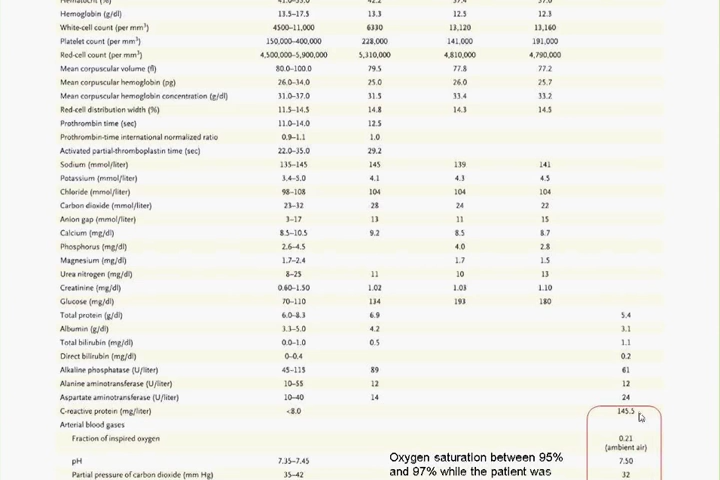 Hemoglobin (g/dl) 13.5–17.5 13.3 12.5 12.3
White-cell count (per mm³) 4500–11,000 6330 13,120 13,160
Platelet count (per mm³) 150,000–400,000 228,000 141,000 191,000
Red-cell count (per mm³) 4,500,000–5,900,000 5,310,000 4,810,000 4,790,000
Mean corpuscular volume (fl) 80.0–100.0 79.5 77.8 77.2
Mean corpuscular hemoglobin (pg) 26.0–34.0 25.0 26.0 25.7
Mean corpuscular hemoglobin concentration (g/dl) 31.0–37.0 31.5 33.4 33.2
Red-cell distribution width (%) 11.5–14.5 14.8 14.3 14.5
Prothrombin time (sec) 11.0–14.0 12.5
Prothrombin-time international normalized ratio 0.9–1.1 1.0
Activated partial-thromboplastin time (sec) 22.0–35.0 29.2
Sodium (mmol/liter) 135–145 145 139 141
Potassium (mmol/liter) 3.4–5.0 4.1 4.3 4.5
Chloride (mmol/liter) 98–108 104 104 104
Carbon dioxide (mmol/liter) 23–32 28 24 22
Anion gap (mmol/liter) 3–17 13 11 15
Calcium (mg/dl) 8.5–10.5 9.2 8.5 8.7
Phosphorus (mg/dl) 2.6–4.5 4.0 2.8
Magnesium (mg/dl) 1.7–2.4 1.7 1.5
Urea nitrogen (mg/dl) 8–25 11 10 13
Creatinine (mg/dl) 0.60–1.50 1.02 1.03 1.10
Glucose (mg/dl) 70–110 134 193 180
Total protein (g/dl) 6.0–8.3 6.9 5.4
Albumin (g/dl) 3.3–5.0 4.2 3.1
Total bilirubin (mg/dl) 0.0–1.0 0.5 1.1
Direct bilirubin (mg/dl) 0–0.4 0.2
Alkaline phosphatase (U/liter) 45–115 89 61
Alanine aminotransferase (U/liter) 10–55 12 12
Aspartate aminotransferase (U/liter) 10–40 14 24
C-reactive protein (mg/liter) <8.0 145.5
Arterial blood gases
Fraction of inspired oxygen 0.21
(ambient air)
pH 7.35–7.45 7.50
Partial pressure of carbon dioxide (mm Hg) 35–42 32
Oxygen saturation between 95%
and 97% while the patient was